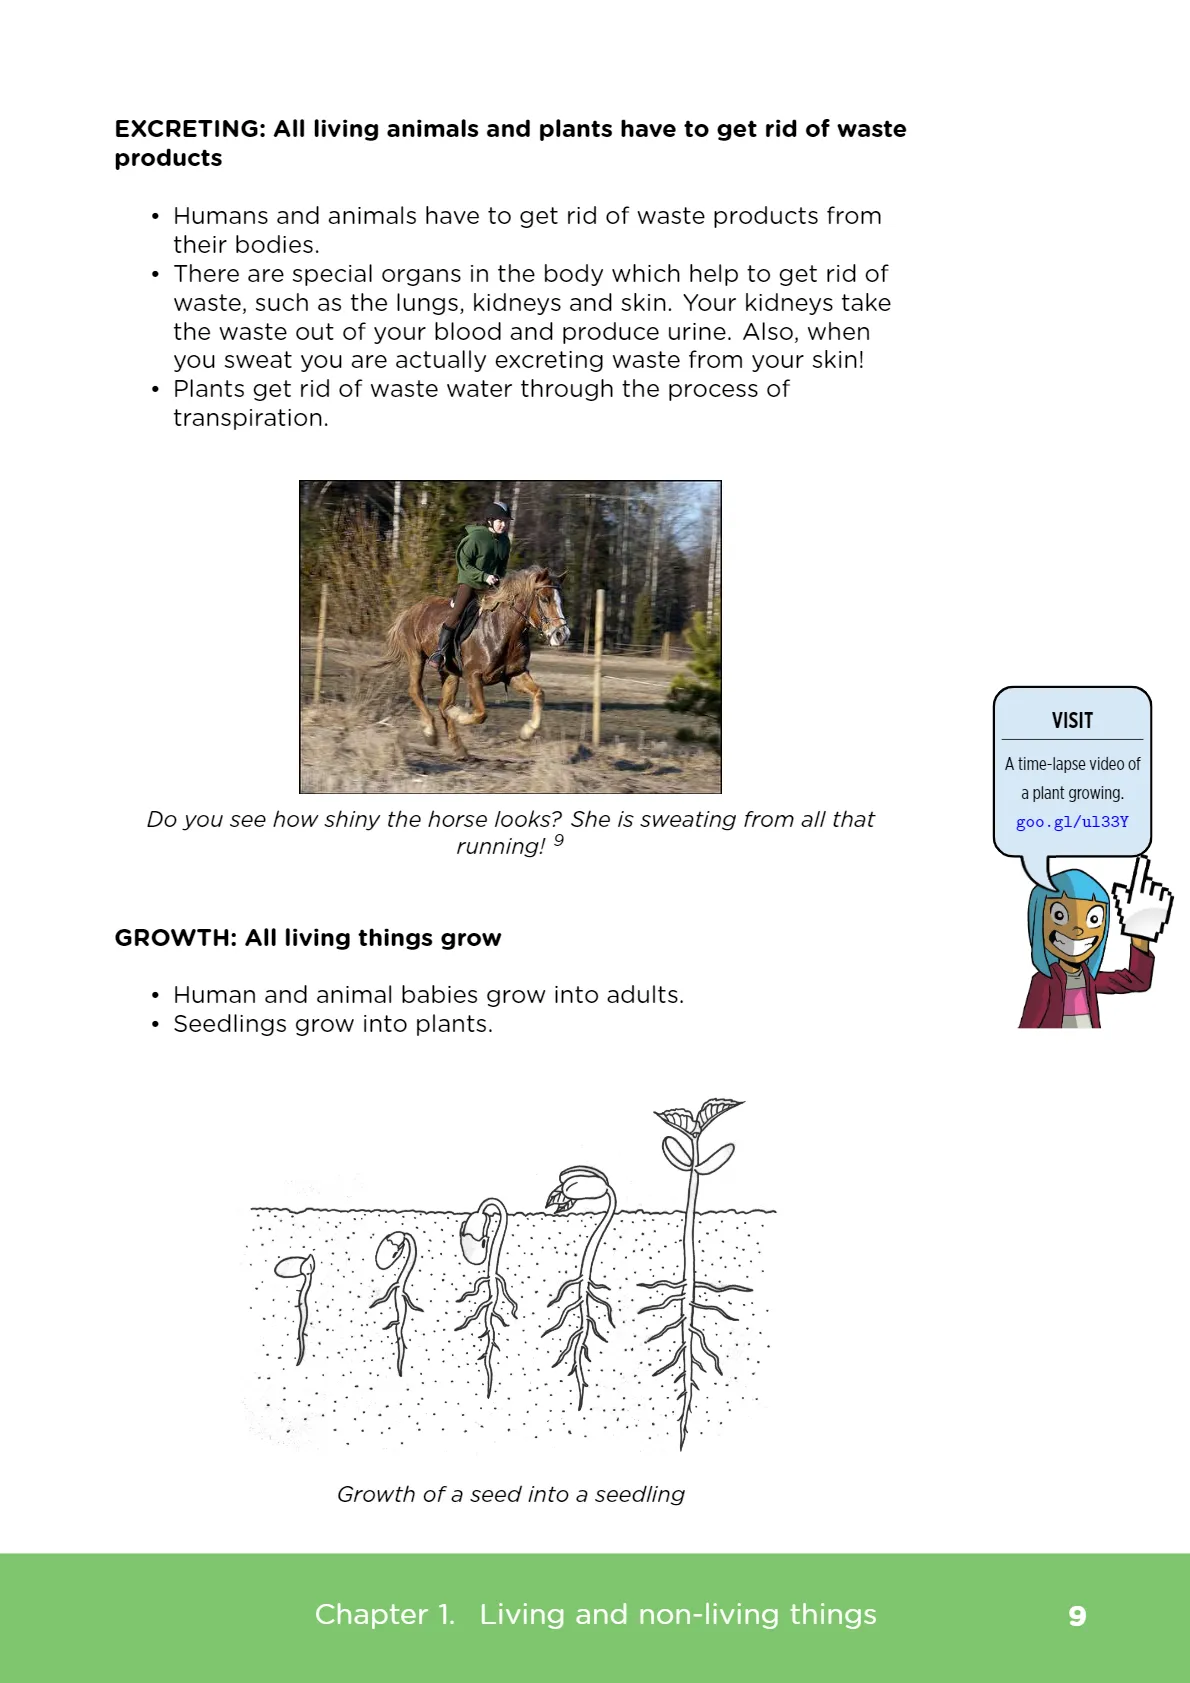 EXCRETING: All living animals and plants have to get rid of waste
products
• Humans and animals have to get rid of waste products from
their bodies.
• There are special organs in the body which help to get rid of
waste, such as the lungs, kidneys and skin. Your kidneys take
the waste out of your blood and produce urine. Also, when
you sweat you are actually excreting waste from your skin!
• Plants get rid of waste water through the process of
transpiration.
Do you see how shiny the horse looks? She is sweating from all that
running! 9
VISIT
A time-lapse video of
a plant growing.
goo.gl/ul33Y
GROWTH: All living things grow
• Human and animal babies grow into adults.
• Seedlings grow into plants.
Growth of a seed into a seedling
Chapter 1. Living and non-living things 9